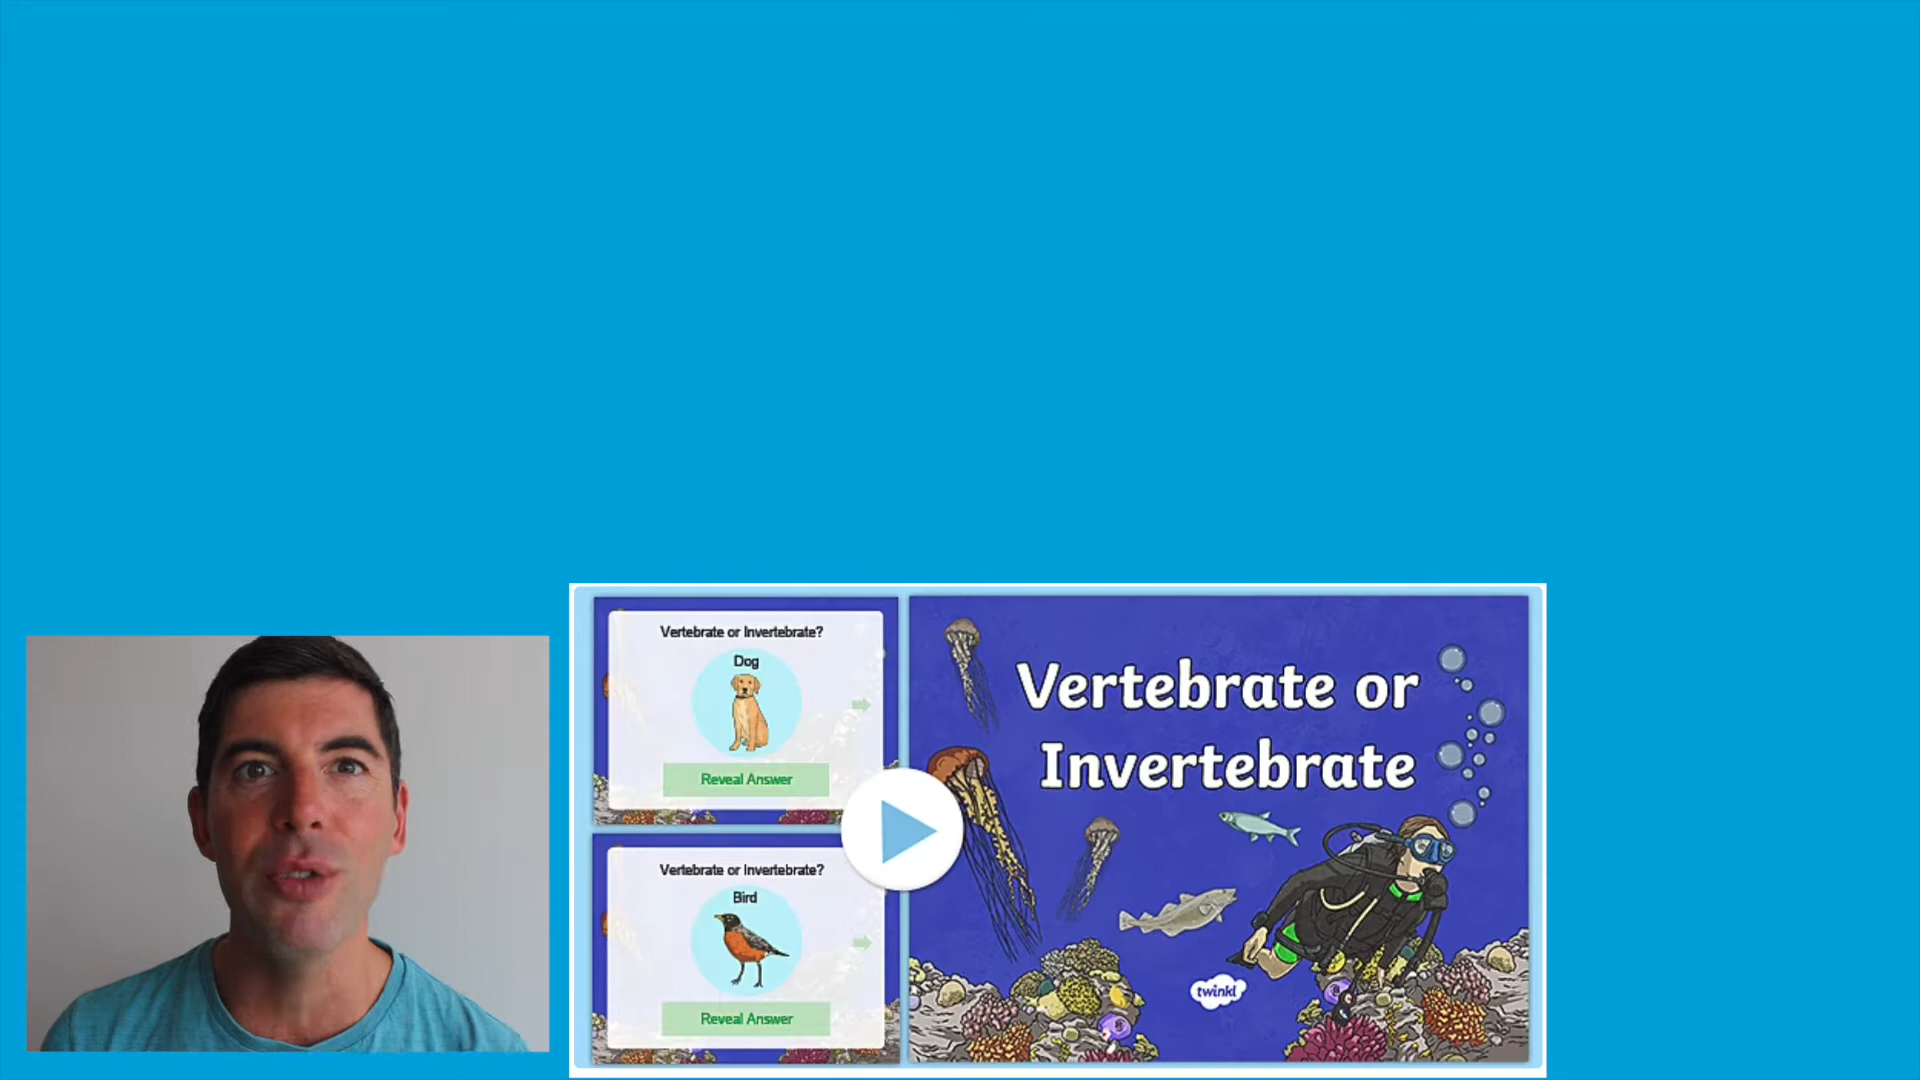 Vertebrate or Invertebrate?
Dog
Reveal Answer
Vertebrate or Invertebrate?
Bird
Reveal Answer
Vertebrate or
Invertebrate
twinkl